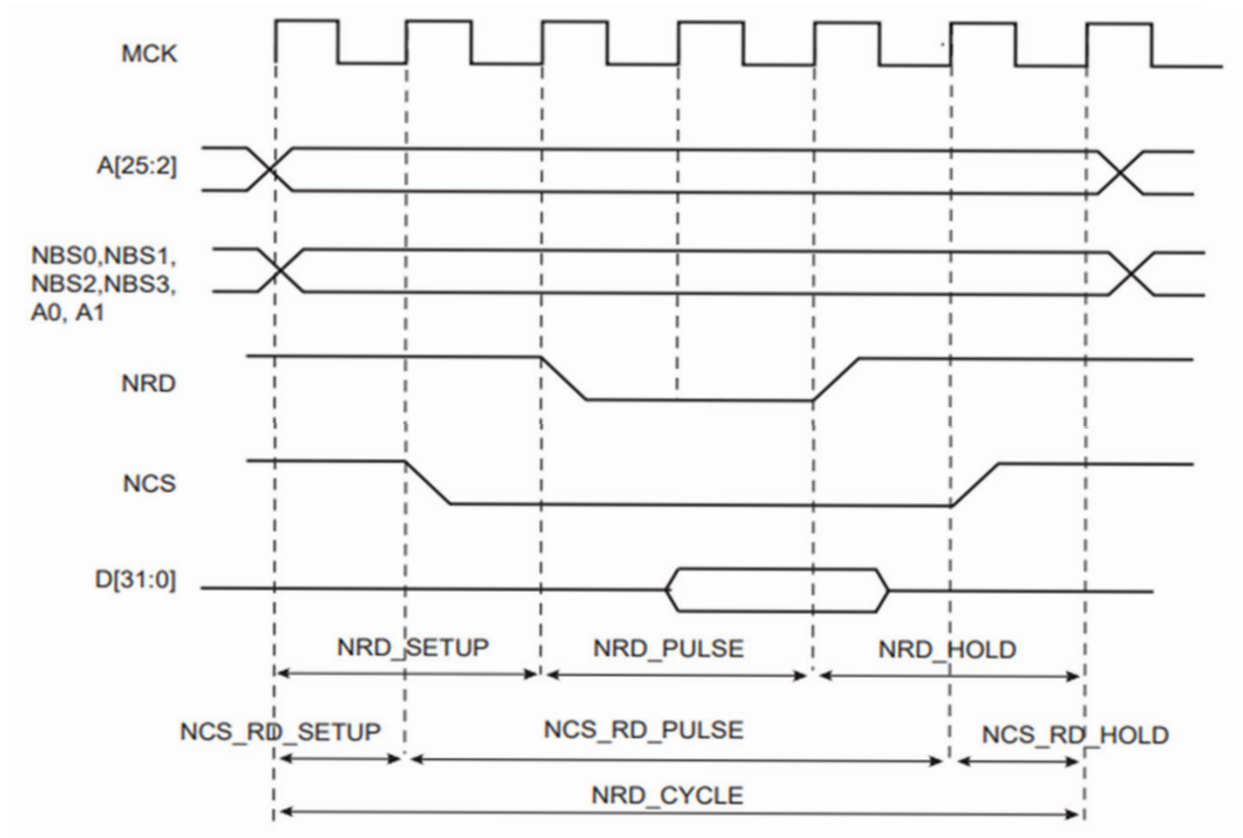 MCK
A[25:2]
NBS0,NBS1,
NBS2,NBS3,
A0, A1
NRD
NCS
D[31:0]
NRD_SETUP NRD_PULSE NRD_HOLD
NCS_RD_SETUP NCS_RD_PULSE NCS_RD_HOLD
NRD_CYCLE